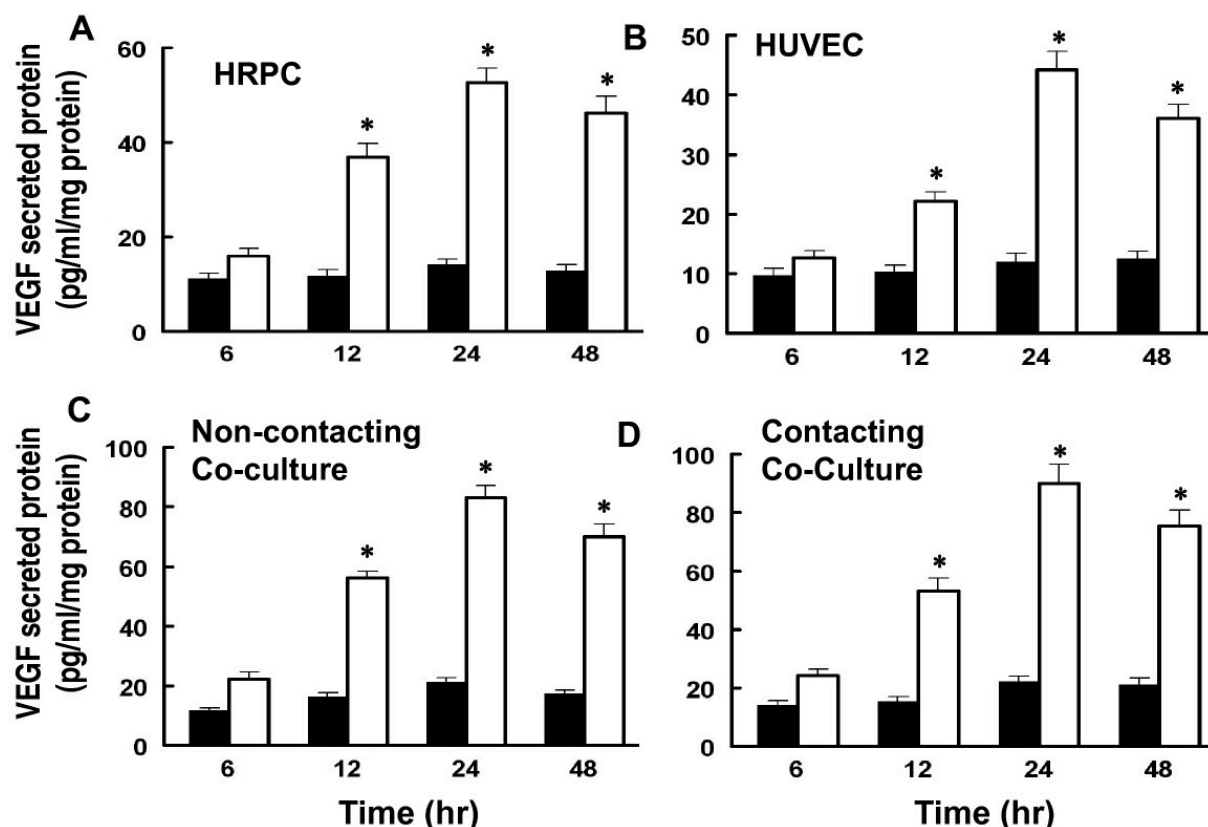 A
HRPC
VEGF secreted protein
(pg/ml/mg protein)
60
40
20
0
*
*
*
6 12 24 48
B
HUVEC
50
40
30
20
10
0
*
*
*
6 12 24 48
C
Non-contacting
Co-culture
VEGF secreted protein
(pg/ml/mg protein)
100
80
60
40
20
0
*
*
*
6 12 24 48
Time (hr)
D
Contacting
Co-Culture
100
80
60
40
20
0
*
*
*
6 12 24 48
Time (hr)